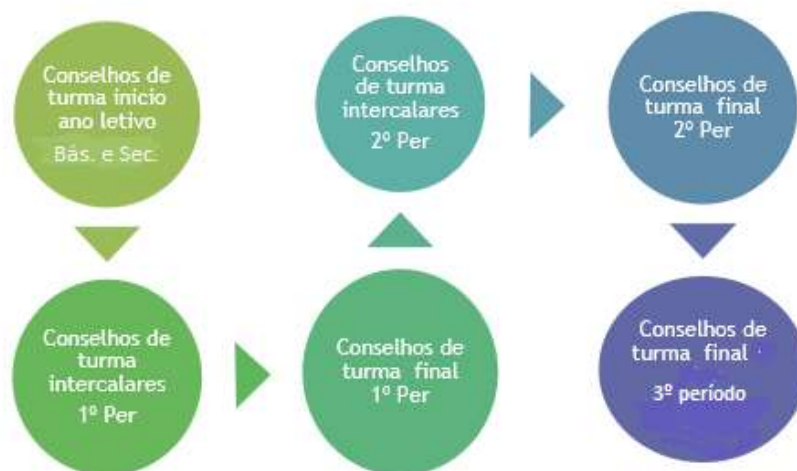 Conselhos de
turma inicio
ano letivo
Bás. e Sec.
Conselhos de
turma
intercalares
1º Per
Conselhos de
turma final
1º Per
Conselhos
de turma
intercalares
2º Per
Conselhos de
turma final
2º Per
Conselhos de
turma final
3º período